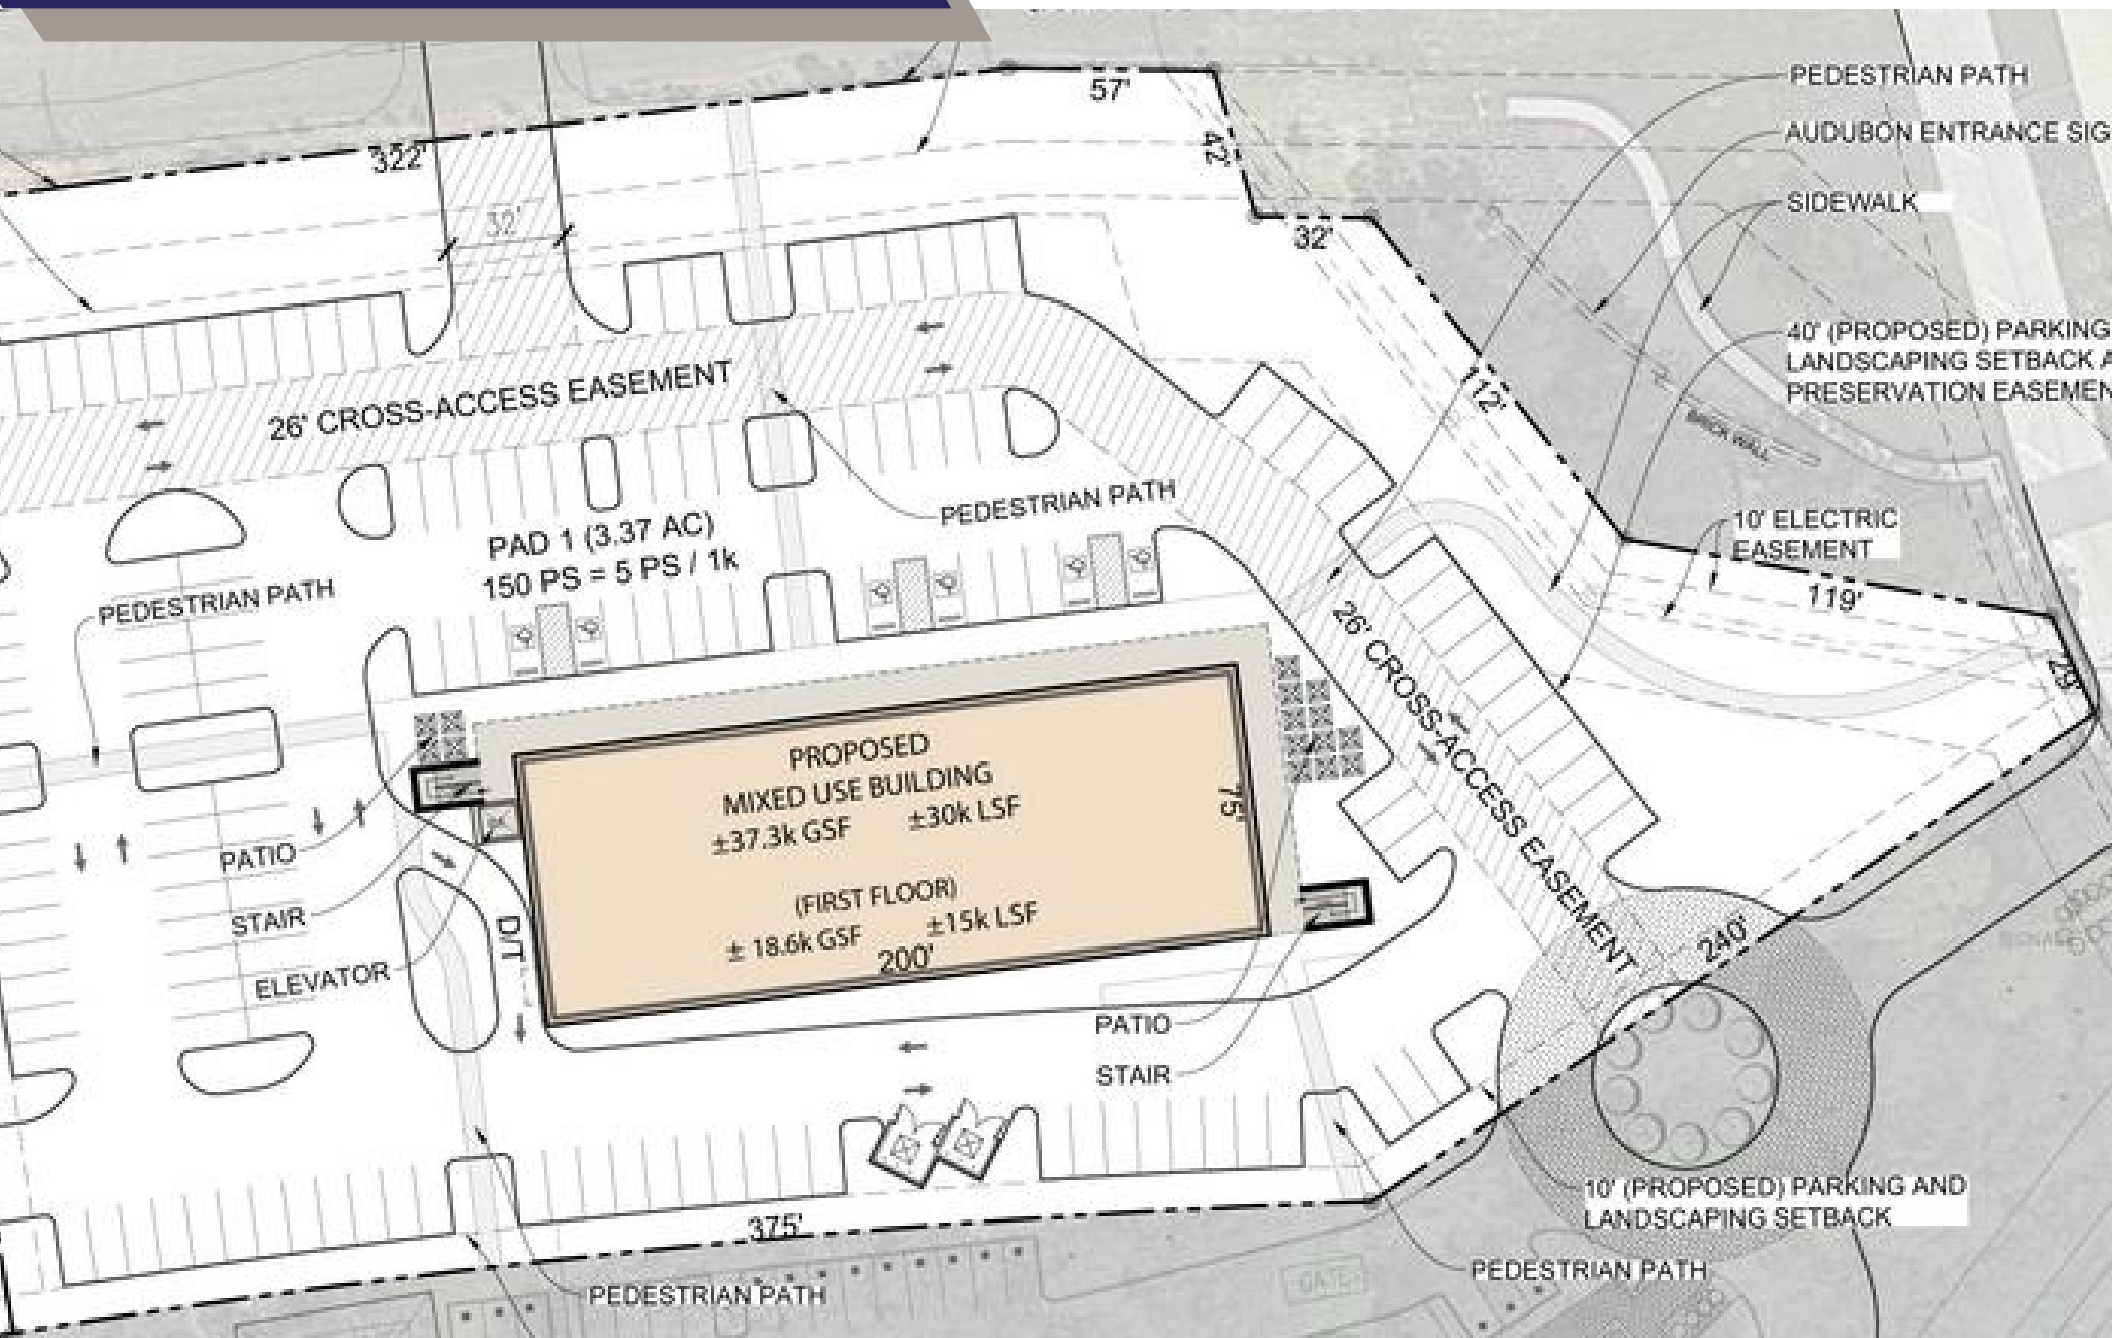 PEDESTRIAN PATH
57'
AUDUBON ENTRANCE SIG
322'
42'
SIDEWALK
32'
32'
40' (PROPOSED) PARKING
LANDSCAPING SETBACK A
PRESERVATION EASEMEN
112'
26' CROSS-ACCESS EASEMENT
BRICK WALL
PEDESTRIAN PATH
10' ELECTRIC
EASEMENT
PAD 1 (3.37 AC)
150 PS = 5 PS / 1k
PEDESTRIAN PATH
119'
26' CROSS-ACCESS EASEMENT
29'
PROPOSED
MIXED USE BUILDING
±37.3k GSF ±30k LSF
75'
(FIRST FLOOR)
± 18.6k GSF ±15k LSF
200'
PATIO
STAIR
ELEVATOR
D/T
240'
PATIO
STAIR
10' (PROPOSED) PARKING AND
LANDSCAPING SETBACK
375'
PEDESTRIAN PATH
PEDESTRIAN PATH
GATE